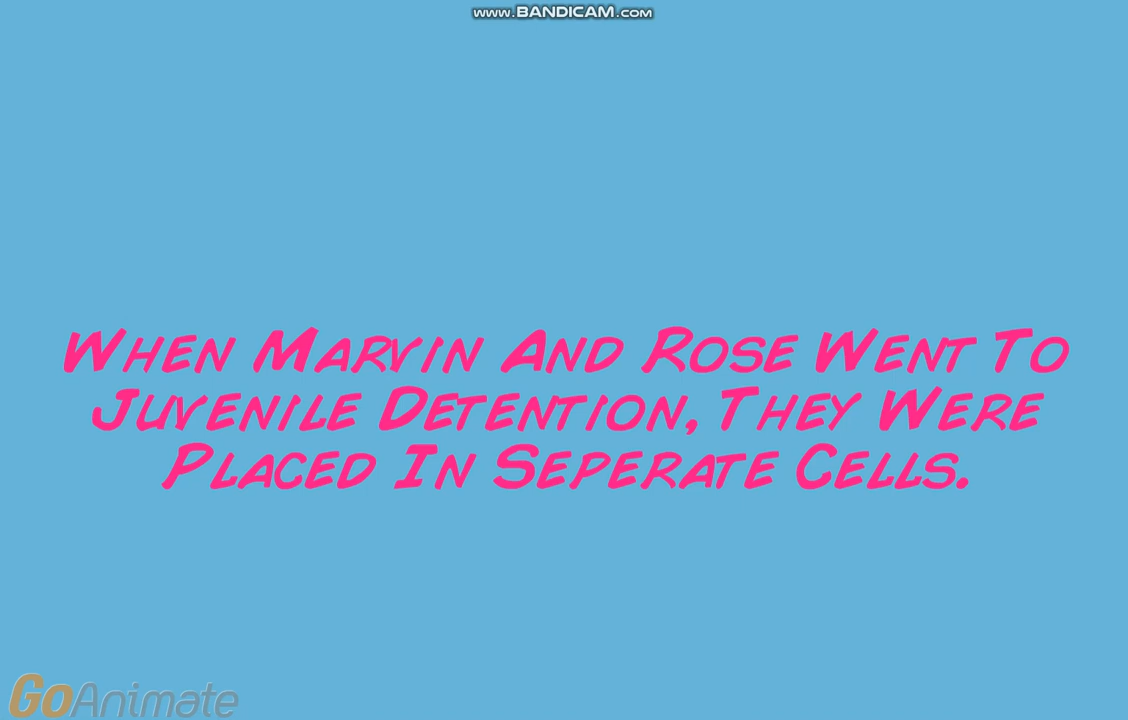 www.BANDICAM.com
When Marvin And Rose Went To
Juvenile Detention, They Were
Placed In Seperate Cells.
GoAnimate